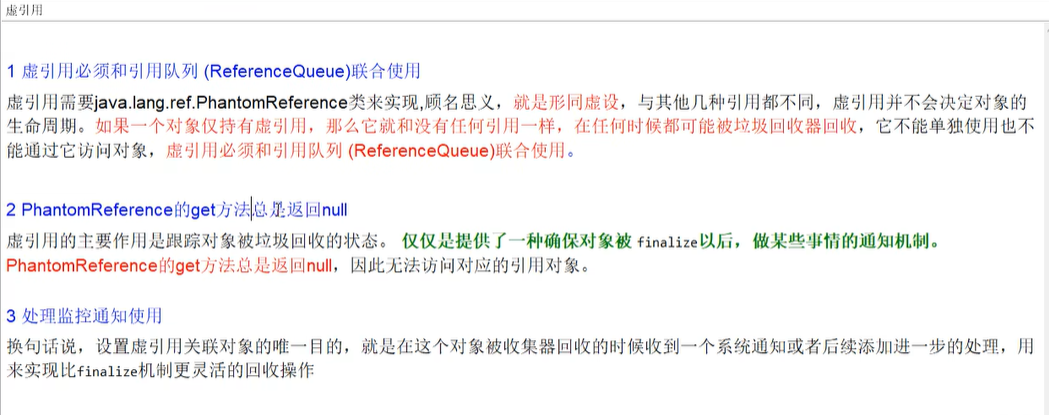 虚引用
1 虚引用必须和引用队列 (ReferenceQueue)联合使用
虚引用需要java.lang.ref.PhantomReference类来实现,顾名思义，就是形同虚设，与其他几种引用都不同，虚引用并不会决定对象的
生命周期。如果一个对象仅持有虚引用，那么它就和没有任何引用一样，在任何时候都可能被垃圾回收器回收，它不能单独使用也不
能通过它访问对象，虚引用必须和引用队列 (ReferenceQueue)联合使用。
2 PhantomReference的get方法总是返回null
虚引用的主要作用是跟踪对象被垃圾回收的状态。 仅仅是提供了一种确保对象被 finalize以后，做某些事情的通知机制。
PhantomReference的get方法总是返回null，因此无法访问对应的引用对象。
3 处理监控通知使用
换句话说，设置虚引用关联对象的唯一目的，就是在这个对象被收集器回收的时候收到一个系统通知或者后续添加进一步的处理，用
来实现比finalize机制更灵活的回收操作